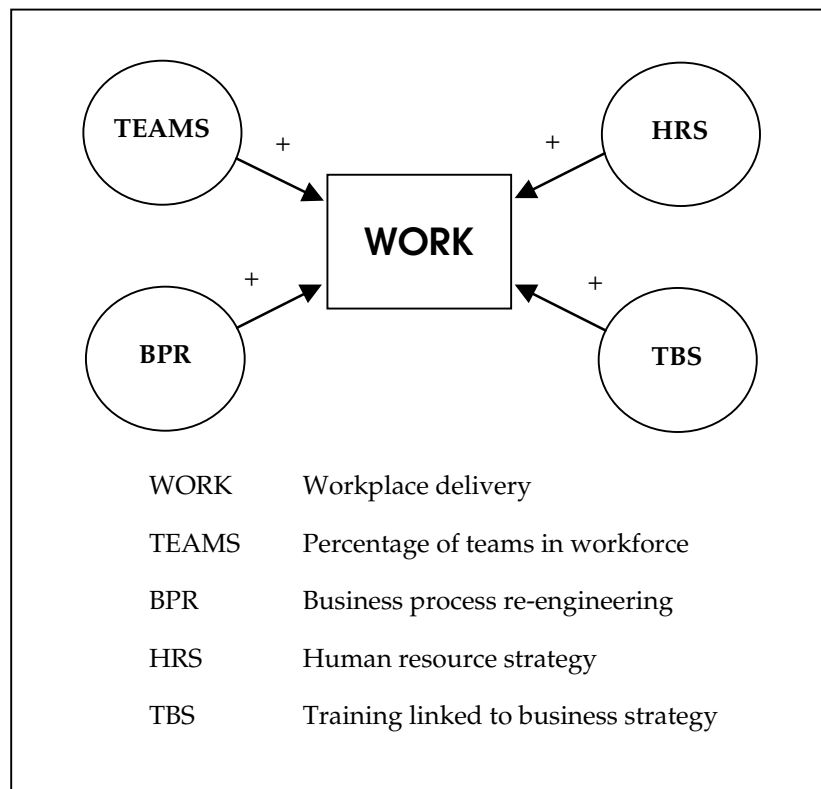 TEAMS
+
+
HRS
WORK
+
+
BPR
TBS
WORK Workplace delivery
TEAMS Percentage of teams in workforce
BPR Business process re-engineering
HRS Human resource strategy
TBS Training linked to business strategy